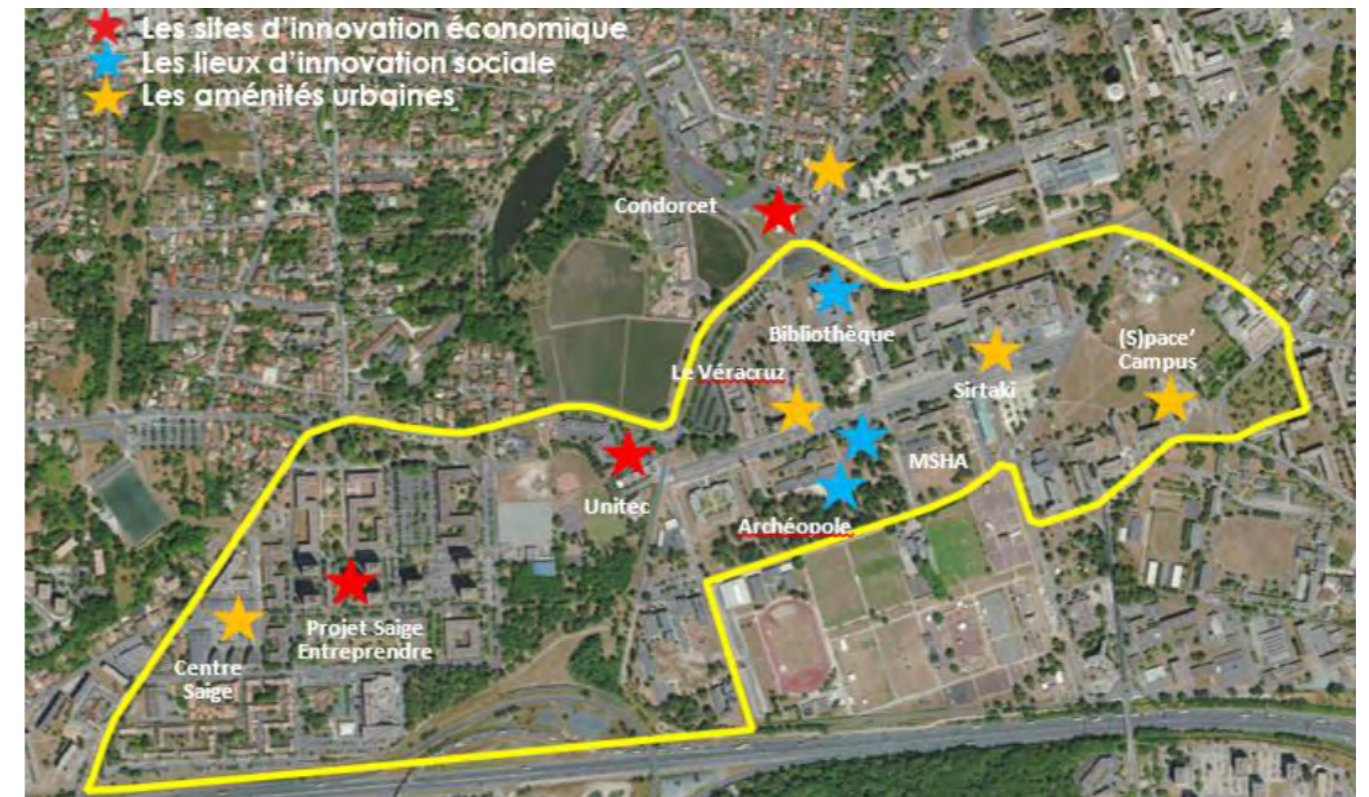 Les sites d'innovation économique
Les lieux d'innovation sociale
Les aménités urbaines
Condorcet
Bibliothèque
(S)pace'
Campus
Le Véracruz
Sirtaki
MSHA
Unitec
Archéopole
Projet Saige
Entreprendre
Centre
Saige